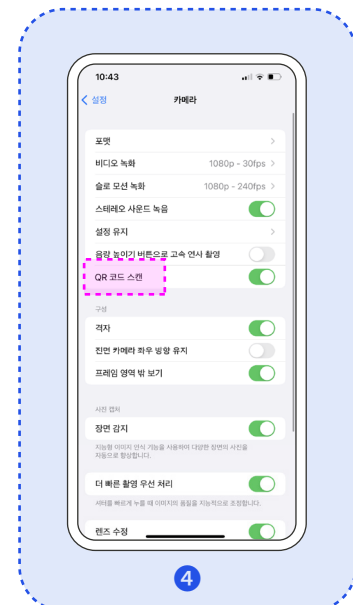 10:43
설정
카메라
포맷
비디오 녹화 1080p - 30fps
슬로 모션 녹화 1080p - 240fps
스테레오 사운드 녹음
설정 유지
음량 높이기 버튼으로 고속 연사 촬영
QR 코드 스캔
구성
격자
전면 카메라 좌우 방향 유지
프레임 영역 밖 보기
사진 캡처
장면 감지
지능형 이미지 인식 기능을 사용하여 다양한 장면의 사진을
자동으로 향상합니다.
더 빠른 촬영 우선 처리
셔터를 빠르게 누를 때 이미지의 품질을 지능적으로 조정합니다.
렌즈 수정
4